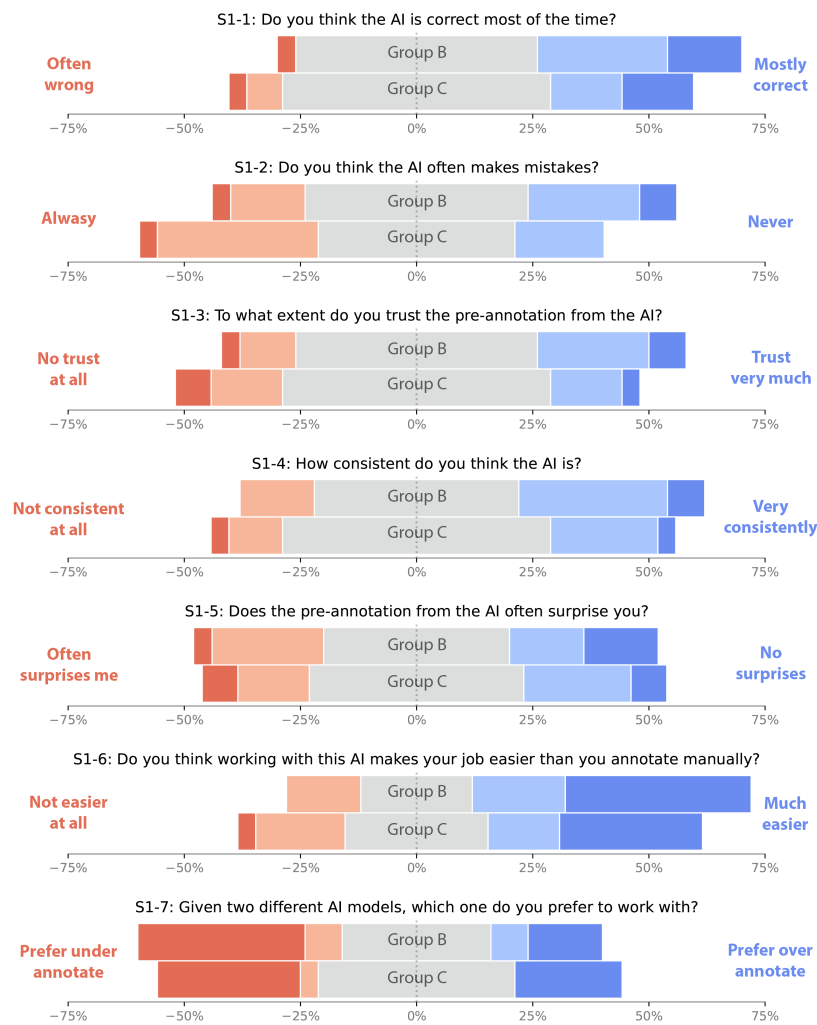 S1-1: Do you think the AI is correct most of the time?
Often
wrong
Group B
Group C
Mostly
correct
−75% −50% −25% 0% 25% 50% 75%
S1-2: Do you think the AI often makes mistakes?
Alwasy
Group B
Group C
Never
−75% −50% −25% 0% 25% 50% 75%
S1-3: To what extent do you trust the pre-annotation from the AI?
No trust
at all
Group B
Group C
Trust
very much
−75% −50% −25% 0% 25% 50% 75%
S1-4: How consistent do you think the AI is?
Not consistent
at all
Group B
Group C
Very
consistently
−75% −50% −25% 0% 25% 50% 75%
S1-5: Does the pre-annotation from the AI often surprise you?
Often
surprises me
Group B
Group C
No
surprises
−75% −50% −25% 0% 25% 50% 75%
S1-6: Do you think working with this AI makes your job easier than you annotate manually?
Not easier
at all
Group B
Group C
Much
easier
−75% −50% −25% 0% 25% 50% 75%
S1-7: Given two different AI models, which one do you prefer to work with?
Prefer under
annotate
Group B
Group C
Prefer over
annotate
−75% −50% −25% 0% 25% 50% 75%